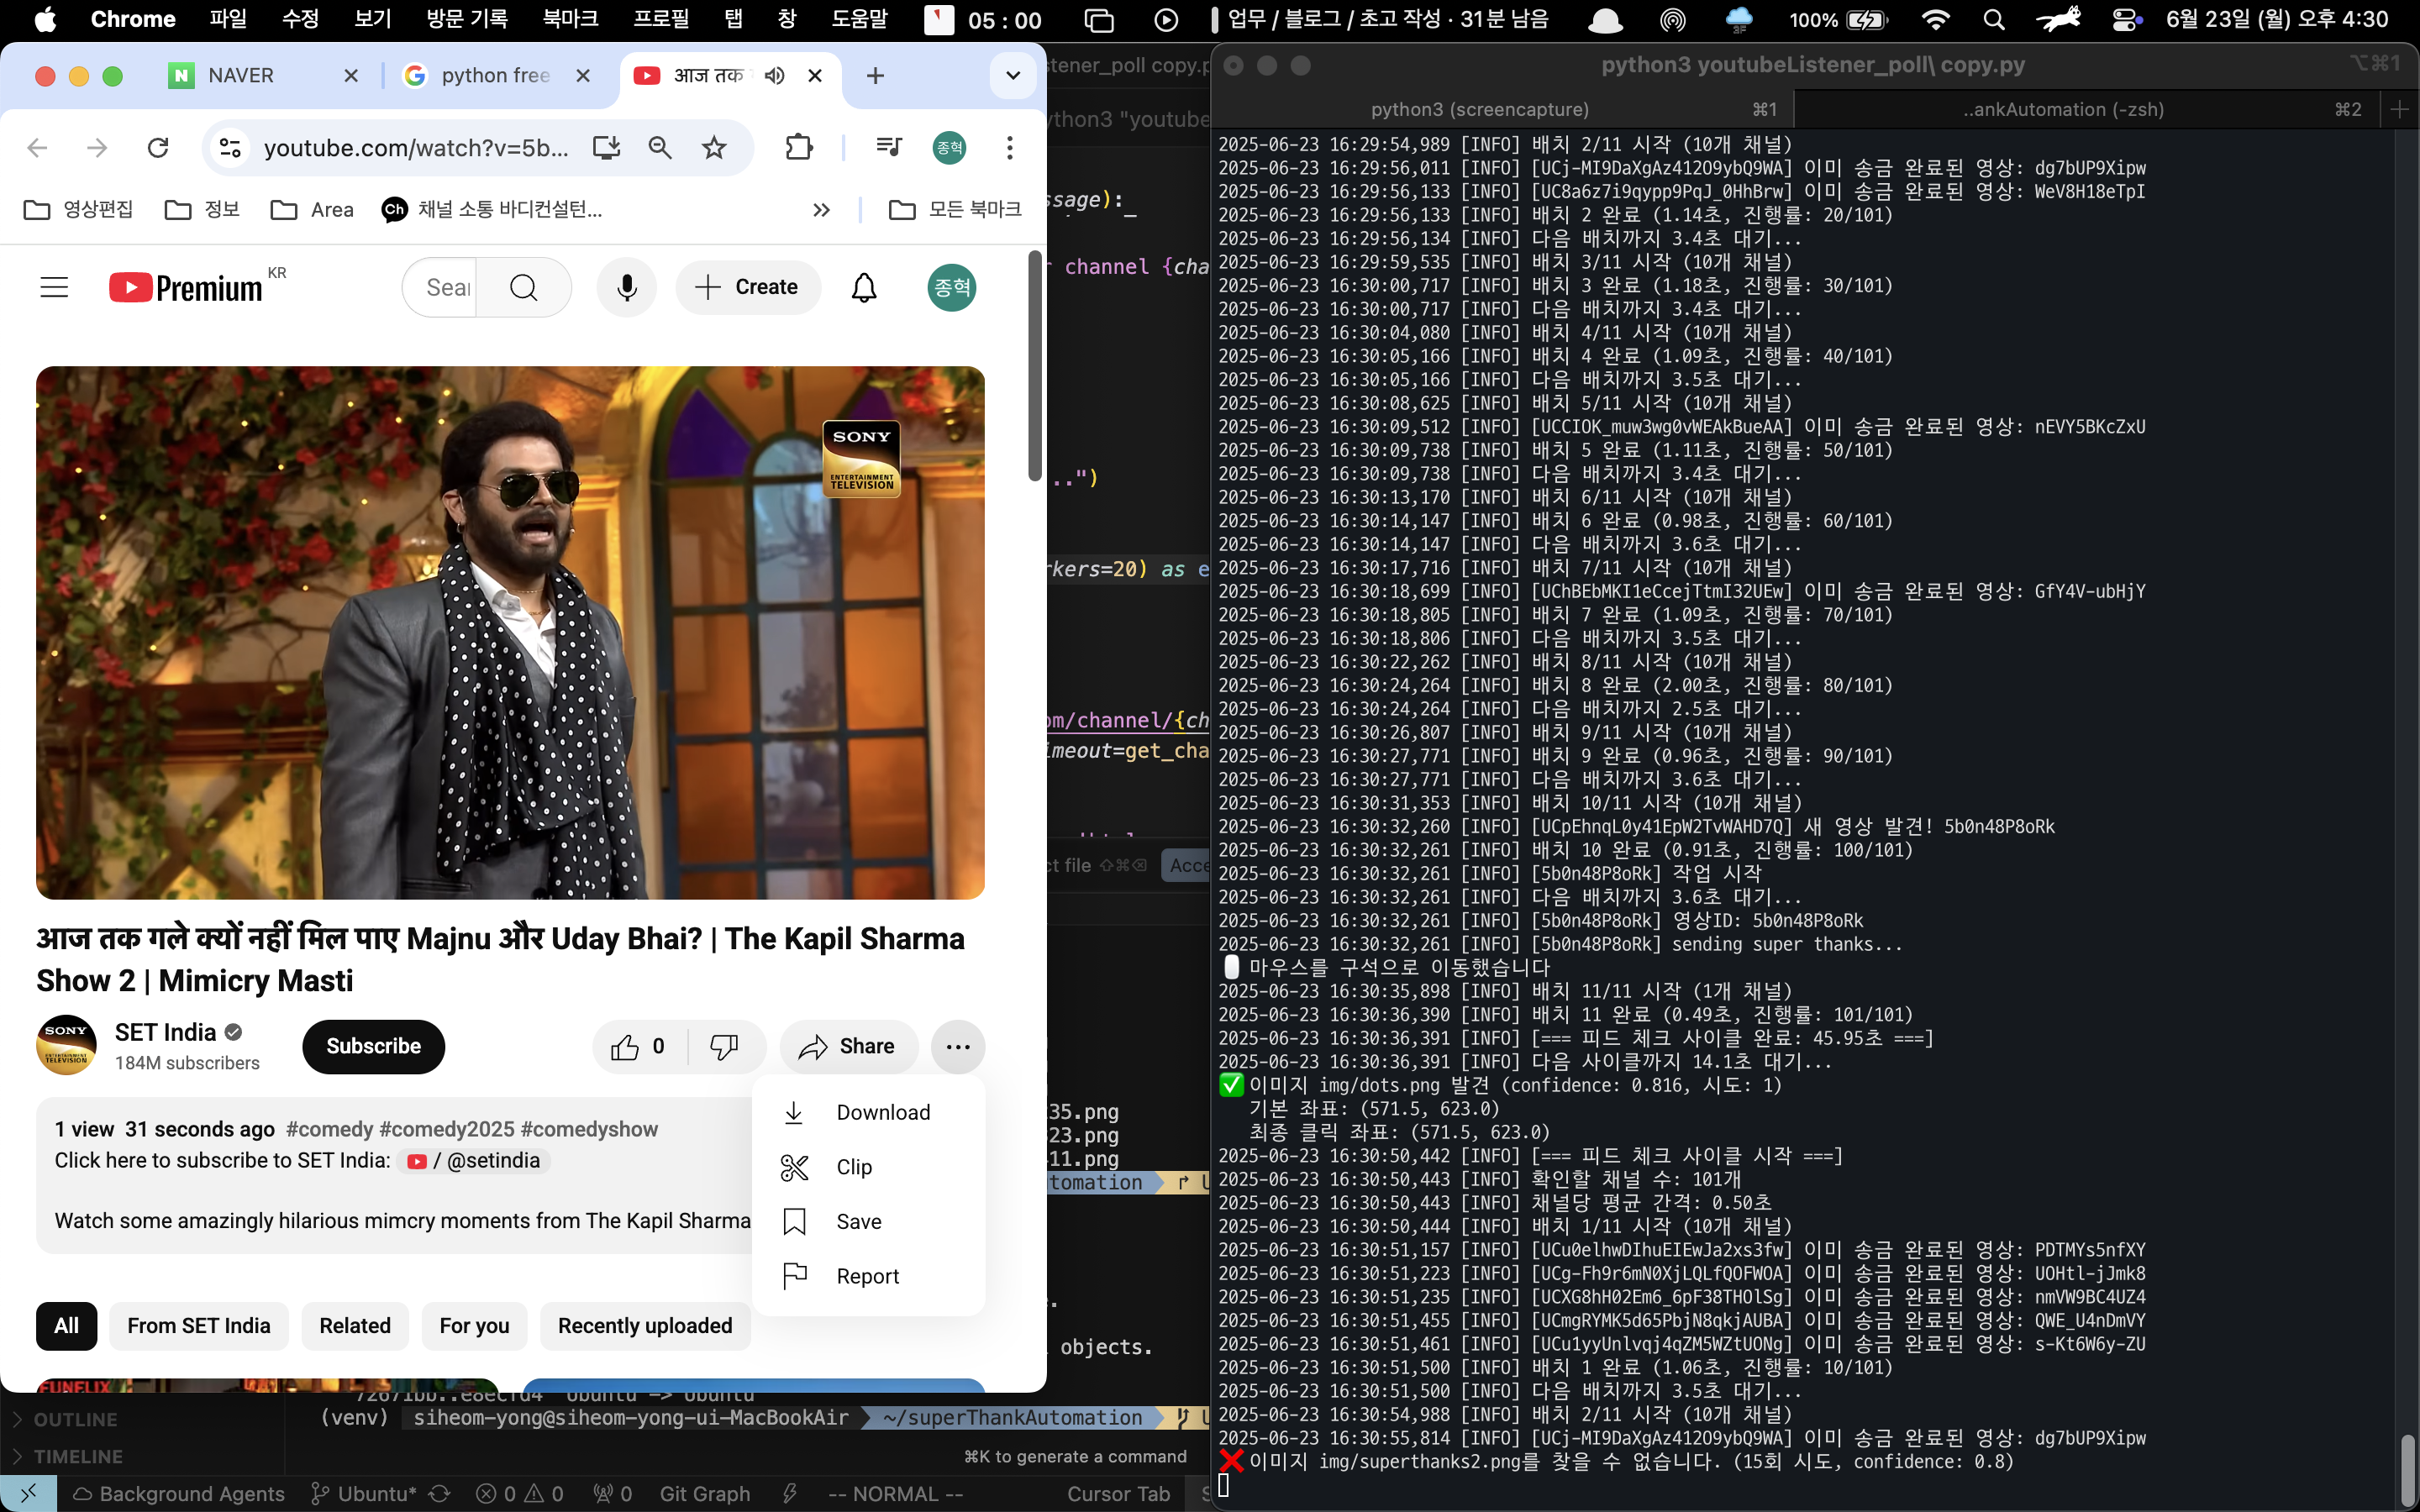 Chrome 파일 수정 보기 방문 기록 북마크 프로필 탭 창 도움말 05 : 00 업무 / 블로그 / 초고 작성 · 31분 남음 100% 6월 23일 (월) 오후 4:30
NAVER
python free
आज तक
youtube.com/watch?v=5b...
종혁
영상편집
정보
Area
Ch 채널 소통 바디컨설턴...
모든 북마크
Premium KR
Create
종혁
SONY
ENTERTAINMENT
TELEVISION
आज तक गले क्यों नहीं मिल पाए Majnu और Uday Bhai? | The Kapil Sharma
Show 2 | Mimicry Masti
SONY
SET India
184M subscribers
Subscribe
0
Share
1 view 31 seconds ago #comedy #comedy2025 #comedyshow
Click here to subscribe to SET India: / @setindia
Watch some amazingly hilarious mimcry moments from The Kapil Sharma
Download
Clip
Save
Report
All
From SET India
Related
For you
Recently uploaded
FUNFLIX
stener_poll copy.p
ython3 "youtube
ssage):
r channel {cha
..")
rkers=20) as e
om/channel/{ch
imeout=get_cha
ct file
Acce
35.png
23.png
11.png
tomation
objects.
Ubuntu -> Ubuntu
(venv) siheom-yong@siheom-yong-ui-MacBookAir ~/superThankAutomation
OUTLINE
TIMELINE
⌘K to generate a command
Background Agents Ubuntu* 0 0 0 Git Graph -- NORMAL -- Cursor Tab
python3 youtubeListener_poll\ copy.py ⌥⌘1
python3 (screencapture) ⌘1
..ankAutomation (-zsh) ⌘2
2025-06-23 16:29:54,989 [INFO] 배치 2/11 시작 (10개 채널)
2025-06-23 16:29:56,011 [INFO] [UCj-MI9DaXgAz412O9ybQ9WA] 이미 송금 완료된 영상: dg7bUP9Xipw
2025-06-23 16:29:56,133 [INFO] [UC8a6z7i9qypp9PqJ_0HhBrw] 이미 송금 완료된 영상: WeV8H18eTpI
2025-06-23 16:29:56,133 [INFO] 배치 2 완료 (1.14초, 진행률: 20/101)
2025-06-23 16:29:56,134 [INFO] 다음 배치까지 3.4초 대기...
2025-06-23 16:29:59,535 [INFO] 배치 3/11 시작 (10개 채널)
2025-06-23 16:30:00,717 [INFO] 배치 3 완료 (1.18초, 진행률: 30/101)
2025-06-23 16:30:00,717 [INFO] 다음 배치까지 3.4초 대기...
2025-06-23 16:30:04,080 [INFO] 배치 4/11 시작 (10개 채널)
2025-06-23 16:30:05,166 [INFO] 배치 4 완료 (1.09초, 진행률: 40/101)
2025-06-23 16:30:05,166 [INFO] 다음 배치까지 3.5초 대기...
2025-06-23 16:30:08,625 [INFO] 배치 5/11 시작 (10개 채널)
2025-06-23 16:30:09,512 [INFO] [UCCIOK_muw3wg0vWEAkBueAA] 이미 송금 완료된 영상: nEVY5BKcZxU
2025-06-23 16:30:09,738 [INFO] 배치 5 완료 (1.11초, 진행률: 50/101)
2025-06-23 16:30:09,738 [INFO] 다음 배치까지 3.4초 대기...
2025-06-23 16:30:13,170 [INFO] 배치 6/11 시작 (10개 채널)
2025-06-23 16:30:14,147 [INFO] 배치 6 완료 (0.98초, 진행률: 60/101)
2025-06-23 16:30:14,147 [INFO] 다음 배치까지 3.6초 대기...
2025-06-23 16:30:17,716 [INFO] 배치 7/11 시작 (10개 채널)
2025-06-23 16:30:18,699 [INFO] [UChBEbMKI1eCcejTtmI32UEw] 이미 송금 완료된 영상: GfY4V-ubHjY
2025-06-23 16:30:18,805 [INFO] 배치 7 완료 (1.09초, 진행률: 70/101)
2025-06-23 16:30:18,806 [INFO] 다음 배치까지 3.5초 대기...
2025-06-23 16:30:22,262 [INFO] 배치 8/11 시작 (10개 채널)
2025-06-23 16:30:24,264 [INFO] 배치 8 완료 (2.00초, 진행률: 80/101)
2025-06-23 16:30:24,264 [INFO] 다음 배치까지 2.5초 대기...
2025-06-23 16:30:26,807 [INFO] 배치 9/11 시작 (10개 채널)
2025-06-23 16:30:27,771 [INFO] 배치 9 완료 (0.96초, 진행률: 90/101)
2025-06-23 16:30:27,771 [INFO] 다음 배치까지 3.6초 대기...
2025-06-23 16:30:31,353 [INFO] 배치 10/11 시작 (10개 채널)
2025-06-23 16:30:32,260 [INFO] [UCpEhnqL0y41EpW2TvWAHD7Q] 새 영상 발견! 5b0n48P8oRk
2025-06-23 16:30:32,261 [INFO] 배치 10 완료 (0.91초, 진행률: 100/101)
2025-06-23 16:30:32,261 [INFO] [5b0n48P8oRk] 작업 시작
2025-06-23 16:30:32,261 [INFO] 다음 배치까지 3.6초 대기...
2025-06-23 16:30:32,261 [INFO] [5b0n48P8oRk] 영상ID: 5b0n48P8oRk
2025-06-23 16:30:32,261 [INFO] [5b0n48P8oRk] sending super thanks...
마우스를 구석으로 이동했습니다
2025-06-23 16:30:35,898 [INFO] 배치 11/11 시작 (1개 채널)
2025-06-23 16:30:36,390 [INFO] 배치 11 완료 (0.49초, 진행률: 101/101)
2025-06-23 16:30:36,391 [INFO] [=== 피드 체크 사이클 완료: 45.95초 ===]
2025-06-23 16:30:36,391 [INFO] 다음 사이클까지 14.1초 대기...
✅ 이미지 img/dots.png 발견 (confidence: 0.816, 시도: 1)
기본 좌표: (571.5, 623.0)
최종 클릭 좌표: (571.5, 623.0)
2025-06-23 16:30:50,442 [INFO] [=== 피드 체크 사이클 시작 ===]
2025-06-23 16:30:50,443 [INFO] 확인할 채널 수: 101개
2025-06-23 16:30:50,443 [INFO] 채널당 평균 간격: 0.50초
2025-06-23 16:30:50,444 [INFO] 배치 1/11 시작 (10개 채널)
2025-06-23 16:30:51,157 [INFO] [UCu0elhwDIhuEIEwJa2xs3fw] 이미 송금 완료된 영상: PDTMYs5nfXY
2025-06-23 16:30:51,223 [INFO] [UCg-Fh9r6mN0XjLQLfQOFWOA] 이미 송금 완료된 영상: UOHtl-jJmk8
2025-06-23 16:30:51,235 [INFO] [UCXG8hH02Em6_6pF38THOlSg] 이미 송금 완료된 영상: nmVW9BC4UZ4
2025-06-23 16:30:51,455 [INFO] [UCmgRYMK5d65PbjN8qkjAUBA] 이미 송금 완료된 영상: QWE_U4nDmVY
2025-06-23 16:30:51,461 [INFO] [UCu1yyUnlvqj4qZM5WZtUONg] 이미 송금 완료된 영상: s-Kt6W6y-ZU
2025-06-23 16:30:51,500 [INFO] 배치 1 완료 (1.06초, 진행률: 10/101)
2025-06-23 16:30:51,500 [INFO] 다음 배치까지 3.5초 대기...
2025-06-23 16:30:54,988 [INFO] 배치 2/11 시작 (10개 채널)
2025-06-23 16:30:55,814 [INFO] [UCj-MI9DaXgAz412O9ybQ9WA] 이미 송금 완료된 영상: dg7bUP9Xipw
❌ 이미지 img/superthanks2.png를 찾을 수 없습니다. (15회 시도, confidence: 0.8)